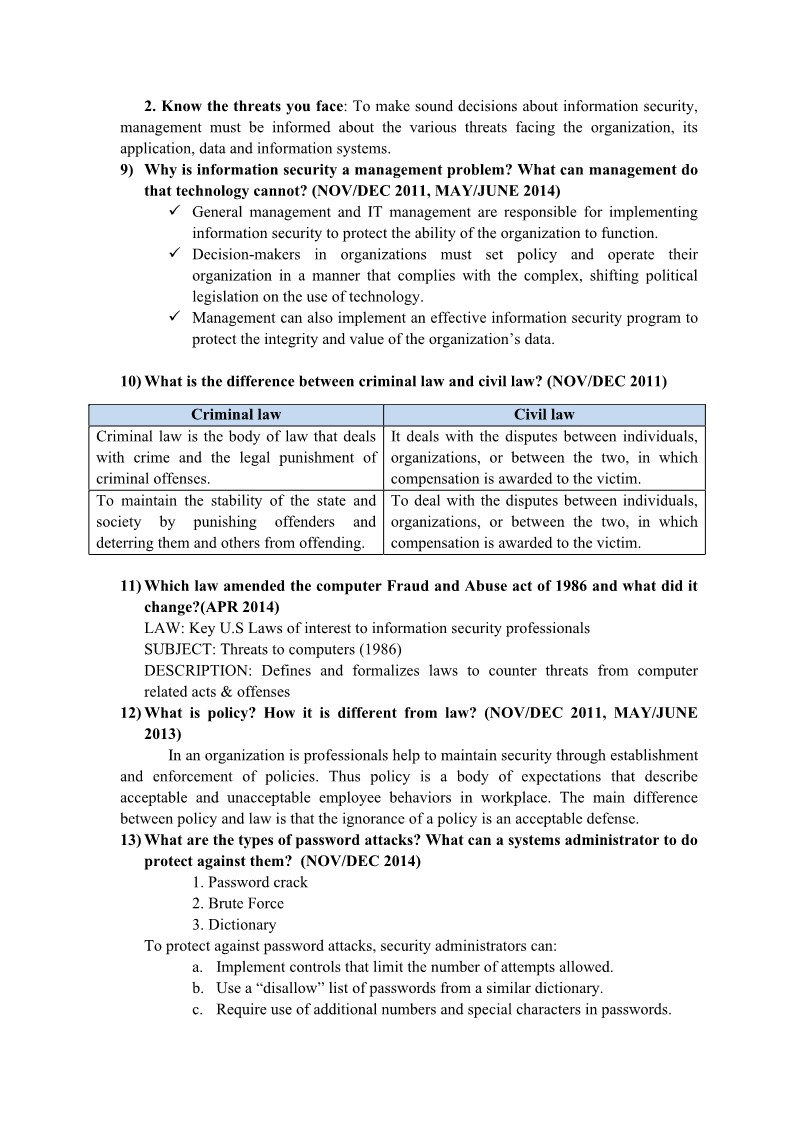 2. Know the threats you face: To make sound decisions about information security,
management must be informed about the various threats facing the organization, its
application, data and information systems.
9) Why is information security a management problem? What can management do
that technology cannot? (NOV/DEC 2011, MAY/JUNE 2014)
✓ General management and IT management are responsible for implementing
information security to protect the ability of the organization to function.
✓ Decision-makers in organizations must set policy and operate their
organization in a manner that complies with the complex, shifting political
legislation on the use of technology.
✓ Management can also implement an effective information security program to
protect the integrity and value of the organization’s data.
10) What is the difference between criminal law and civil law? (NOV/DEC 2011)
Criminal law
Civil law
Criminal law is the body of law that deals
with crime and the legal punishment of
criminal offenses.
It deals with the disputes between individuals,
organizations, or between the two, in which
compensation is awarded to the victim.
To maintain the stability of the state and
society by punishing offenders and
deterring them and others from offending.
To deal with the disputes between individuals,
organizations, or between the two, in which
compensation is awarded to the victim.
11) Which law amended the computer Fraud and Abuse act of 1986 and what did it
change?(APR 2014)
LAW: Key U.S Laws of interest to information security professionals
SUBJECT: Threats to computers (1986)
DESCRIPTION: Defines and formalizes laws to counter threats from computer
related acts & offenses
12) What is policy? How it is different from law? (NOV/DEC 2011, MAY/JUNE
2013)
In an organization is professionals help to maintain security through establishment
and enforcement of policies. Thus policy is a body of expectations that describe
acceptable and unacceptable employee behaviors in workplace. The main difference
between policy and law is that the ignorance of a policy is an acceptable defense.
13) What are the types of password attacks? What can a systems administrator to do
protect against them? (NOV/DEC 2014)
1. Password crack
2. Brute Force
3. Dictionary
To protect against password attacks, security administrators can:
a. Implement controls that limit the number of attempts allowed.
b. Use a “disallow” list of passwords from a similar dictionary.
c. Require use of additional numbers and special characters in passwords.